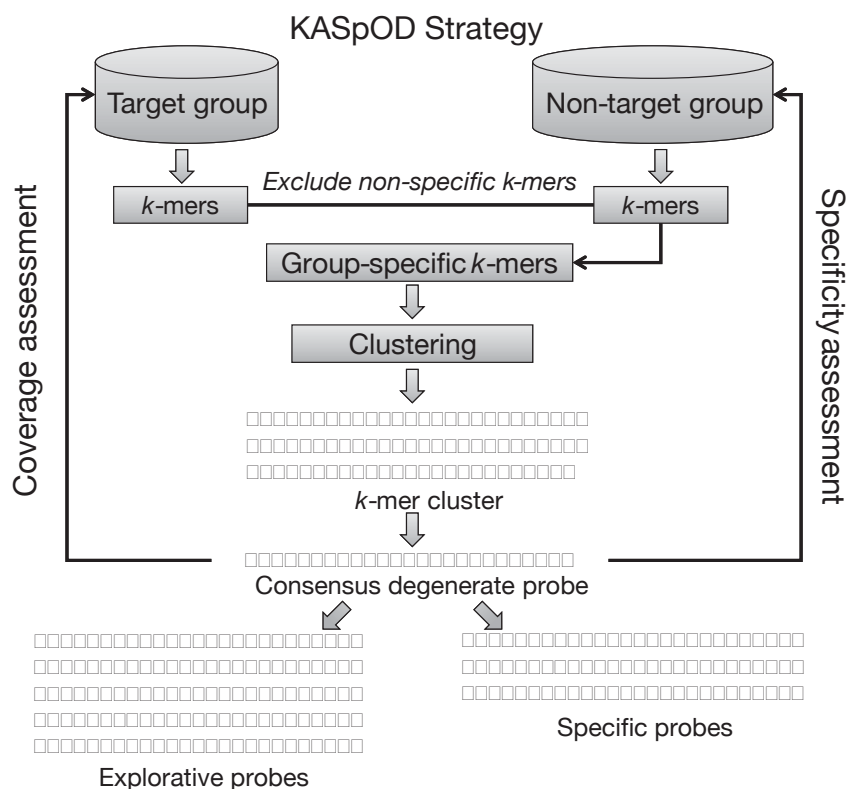 KASpOD Strategy
Target group
Non-target group
k-mers
Exclude non-specific k-mers
k-mers
Group-specific k-mers
Clustering
Coverage assessment
Specificity assessment
k-mer cluster
Consensus degenerate probe
Explorative probes
Specific probes